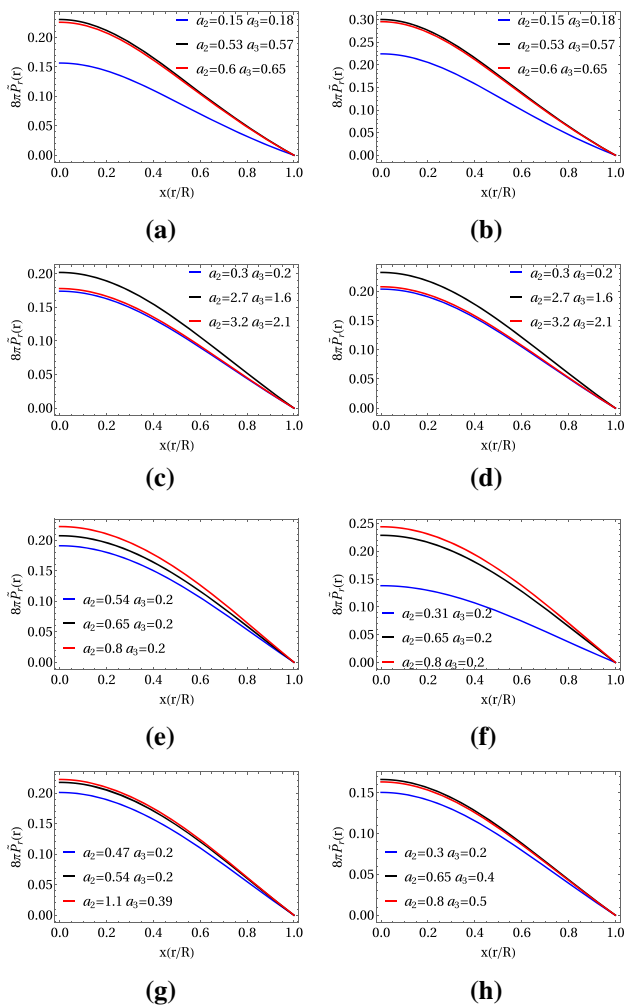 0.20
0.15
0.10
0.05
0.00
8πP̃ᵣ(r)
a₂=0.15 a₃=0.18
a₂=0.53 a₃=0.57
a₂=0.6 a₃=0.65
0.0 0.2 0.4 0.6 0.8 1.0
x(r/R)
(a)
0.30
0.25
0.20
0.15
0.10
0.05
0.00
8πP̃ᵣ(r)
a₂=0.15 a₃=0.18
a₂=0.53 a₃=0.57
a₂=0.6 a₃=0.65
0.0 0.2 0.4 0.6 0.8 1.0
x(r/R)
(b)
0.20
0.15
0.10
0.05
0.00
8πP̃ᵣ(r)
a₂=0.3 a₃=0.2
a₂=2.7 a₃=1.6
a₂=3.2 a₃=2.1
0.0 0.2 0.4 0.6 0.8 1.0
x(r/R)
(c)
0.20
0.15
0.10
0.05
0.00
8πP̃ᵣ(r)
a₂=0.3 a₃=0.2
a₂=2.7 a₃=1.6
a₂=3.2 a₃=2.1
0.0 0.2 0.4 0.6 0.8 1.0
x(r/R)
(d)
0.20
0.15
0.10
0.05
0.00
8πP̃ᵣ(r)
a₂=0.54 a₃=0.2
a₂=0.65 a₃=0.2
a₂=0.8 a₃=0.2
0.0 0.2 0.4 0.6 0.8 1.0
x(r/R)
(e)
0.25
0.20
0.15
0.10
0.05
0.00
8πP̃ᵣ(r)
a₂=0.31 a₃=0.2
a₂=0.65 a₃=0.2
a₂=0.8 a₃=0.2
0.0 0.2 0.4 0.6 0.8 1.0
x(r/R)
(f)
0.20
0.15
0.10
0.05
0.00
8πP̃ᵣ(r)
a₂=0.47 a₃=0.2
a₂=0.54 a₃=0.2
a₂=1.1 a₃=0.39
0.0 0.2 0.4 0.6 0.8 1.0
x(r/R)
(g)
0.15
0.10
0.05
0.00
8πP̃ᵣ(r)
a₂=0.3 a₃=0.2
a₂=0.65 a₃=0.4
a₂=0.8 a₃=0.5
0.0 0.2 0.4 0.6 0.8 1.0
x(r/R)
(h)